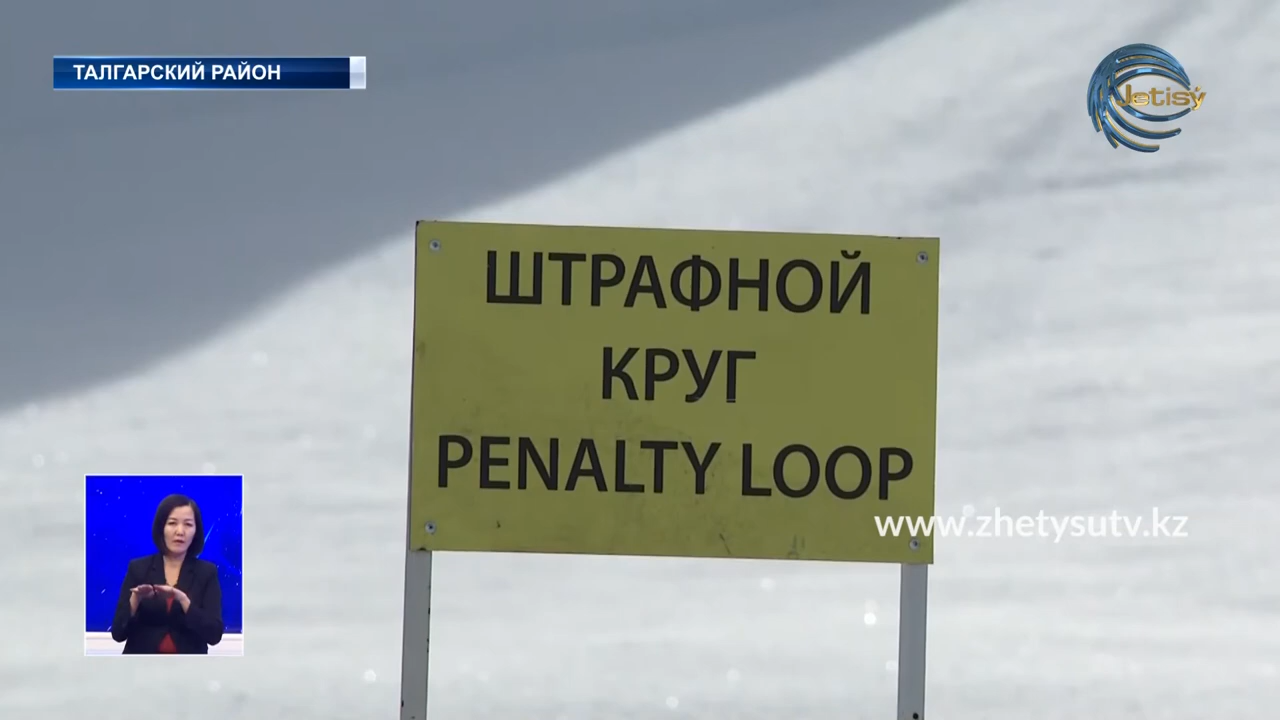 ТАЛГАРСКИЙ РАЙОН
Jetisý
ШТРАФНОЙ
КРУГ
PENALTY LOOP
www.zhetysutv.kz